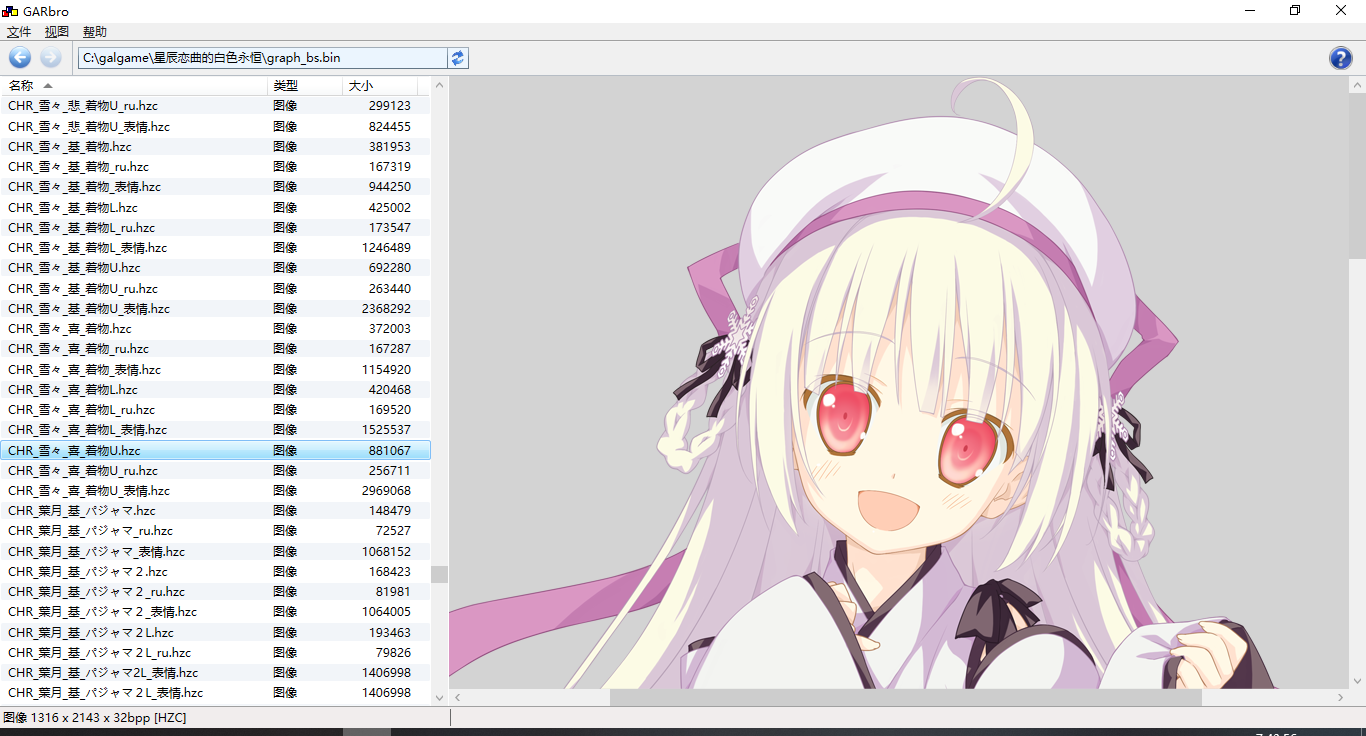 GARbro
文件 视图 帮助
C:\galgame\星辰恋曲的白色永恒\graph_bs.bin
名称 类型 大小
CHR_雪々_悲_着物U_ru.hzc 图像 299123
CHR_雪々_悲_着物U_表情.hzc 图像 824455
CHR_雪々_基_着物.hzc 图像 381953
CHR_雪々_基_着物_ru.hzc 图像 167319
CHR_雪々_基_着物_表情.hzc 图像 944250
CHR_雪々_基_着物L.hzc 图像 425002
CHR_雪々_基_着物L_ru.hzc 图像 173547
CHR_雪々_基_着物L_表情.hzc 图像 1246489
CHR_雪々_基_着物U.hzc 图像 692280
CHR_雪々_基_着物U_ru.hzc 图像 263440
CHR_雪々_基_着物U_表情.hzc 图像 2368292
CHR_雪々_喜_着物.hzc 图像 372003
CHR_雪々_喜_着物_ru.hzc 图像 167287
CHR_雪々_喜_着物_表情.hzc 图像 1154920
CHR_雪々_喜_着物L.hzc 图像 420468
CHR_雪々_喜_着物L_ru.hzc 图像 169520
CHR_雪々_喜_着物L_表情.hzc 图像 1525537
CHR_雪々_喜_着物U.hzc 图像 881067
CHR_雪々_喜_着物U_ru.hzc 图像 256711
CHR_雪々_喜_着物U_表情.hzc 图像 2969068
CHR_葉月_基_パジャマ.hzc 图像 148479
CHR_葉月_基_パジャマ_ru.hzc 图像 72527
CHR_葉月_基_パジャマ_表情.hzc 图像 1068152
CHR_葉月_基_パジャマ２.hzc 图像 168423
CHR_葉月_基_パジャマ２_ru.hzc 图像 81981
CHR_葉月_基_パジャマ２_表情.hzc 图像 1064005
CHR_葉月_基_パジャマ２L.hzc 图像 193463
CHR_葉月_基_パジャマ２L_ru.hzc 图像 79826
CHR_葉月_基_パジャマ2L_表情.hzc 图像 1406998
CHR_葉月_基_パジャマ２L_表情.hzc 图像 1406998
图像 1316 x 2143 x 32bpp [HZC]